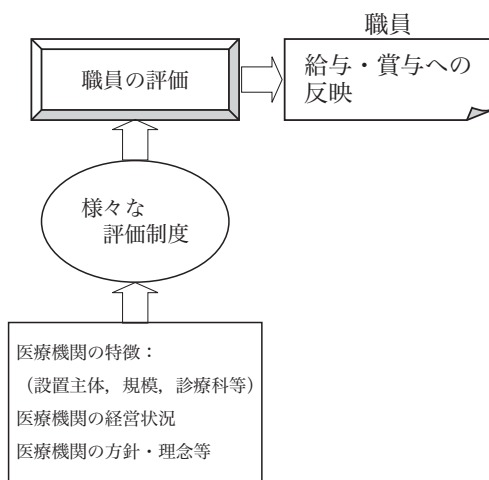 職員
職員の評価
給与・賞与への
反映
様々な
評価制度
医療機関の特徴：
（設置主体，規模，診療科等）
医療機関の経営状況
医療機関の方針・理念等